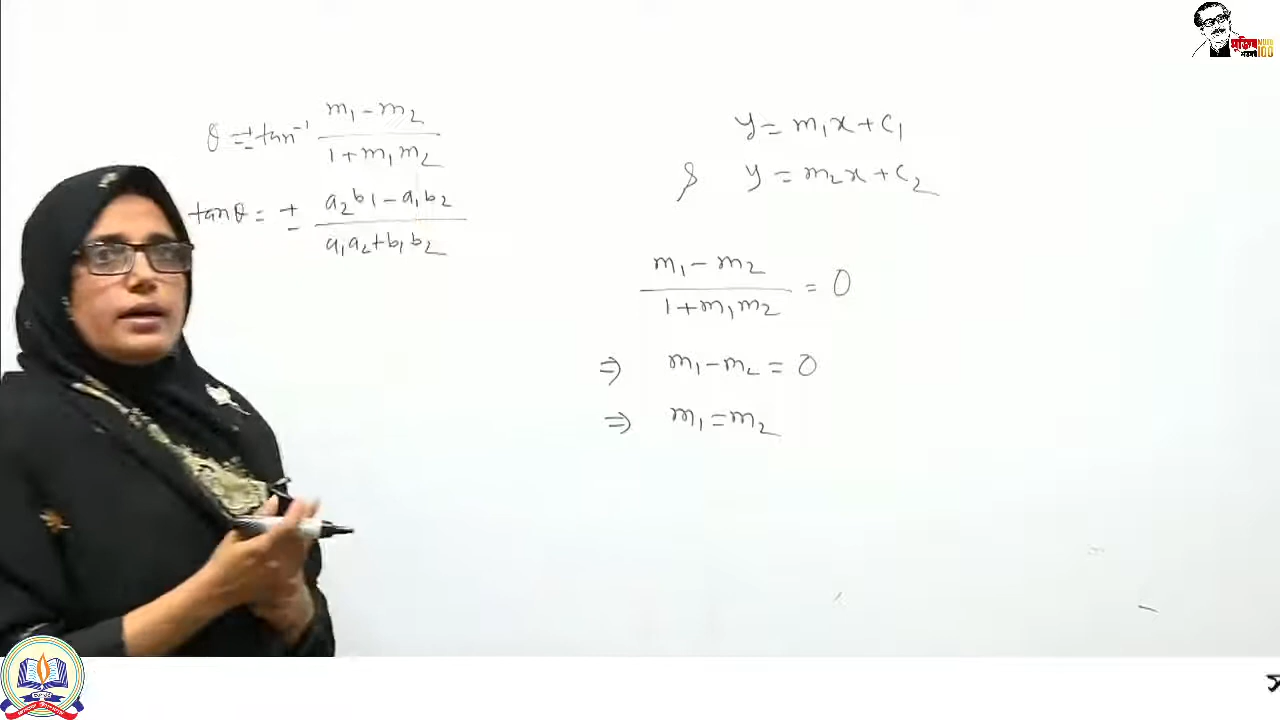 θ = ± tan⁻¹ (m₁ - m₂)/(1 + m₁m₂)
tanθ = ± (a₂b₁ - a₁b₂)/(a₁a₂ + b₁b₂)
y = m₁x + c₁
& y = m₂x + c₂
(m₁ - m₂)/(1 + m₁m₂) = 0
⇒ m₁ - m₂ = 0
⇒ m₁ = m₂
মুজিব
100